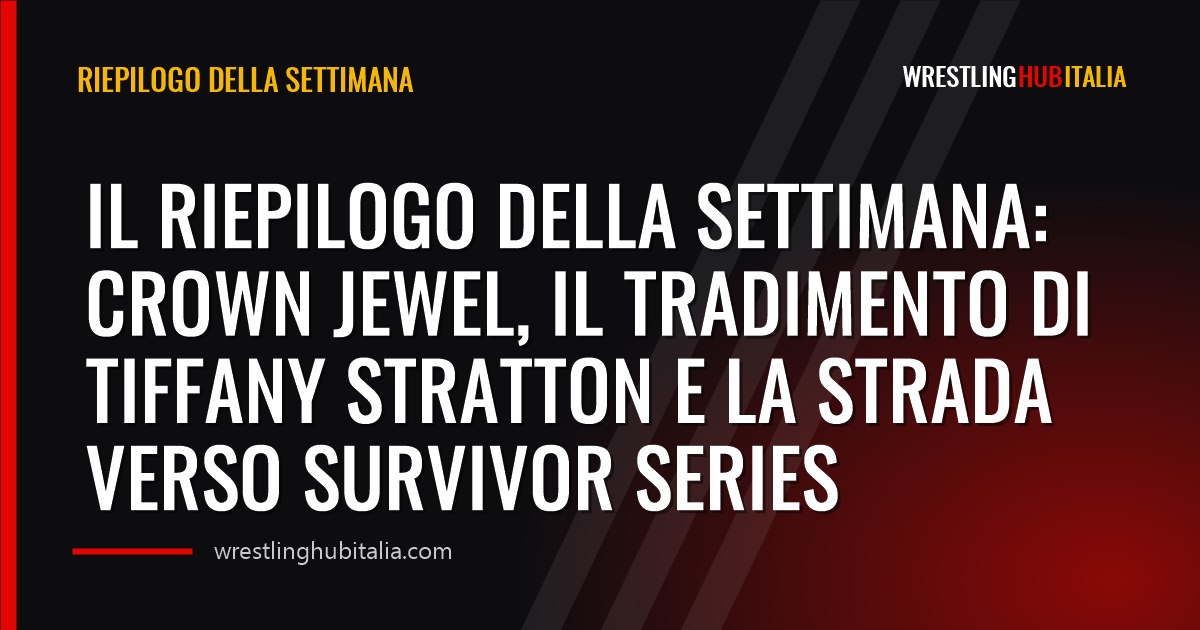 RIEPILOGO DELLA SETTIMANA
WRESTLINGHUBITALIA
IL RIEPILOGO DELLA SETTIMANA:
CROWN JEWEL, IL TRADIMENTO DI
TIFFANY STRATTON E LA STRADA
VERSO SURVIVOR SERIES
wrestlinghubitalia.com